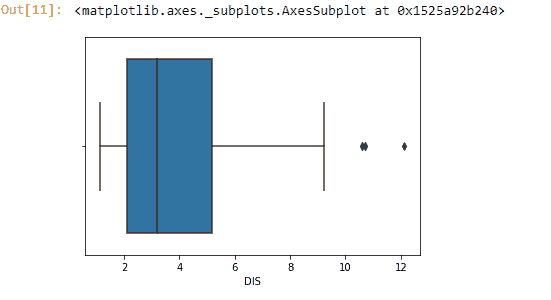 Out[11]: <matplotlib.axes._subplots.AxesSubplot at 0x1525a92b240>
2 4 6 8 10 12
DIS